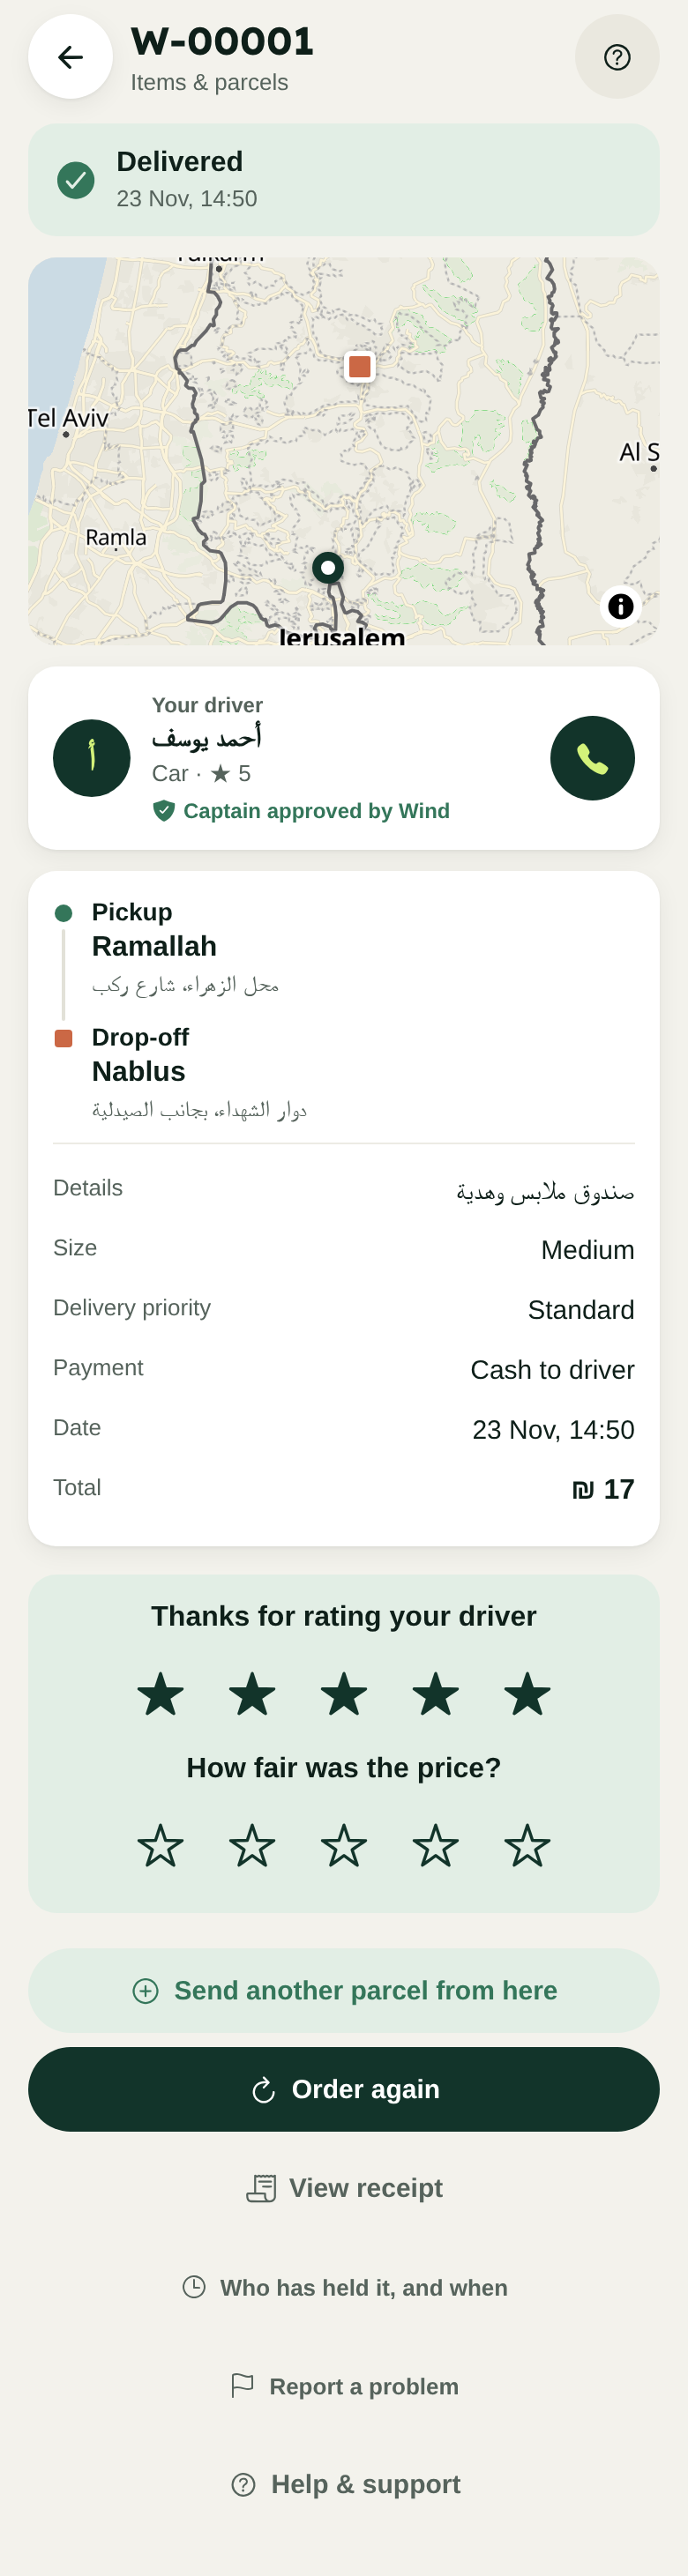 W-00001
Items & parcels
Delivered
23 Nov, 14:50
Tel Aviv
Al S
Ramla
Jerusalem
Your driver
أحمد يوسف
أ
Car · ★ 5
Captain approved by Wind
Pickup
Ramallah
محل الزهراء، شارع ركب
Drop-off
Nablus
دوار الشهداء، بجانب الصيدلية
Details صندوق ملابس وهدية
Size Medium
Delivery priority Standard
Payment Cash to driver
Date 23 Nov, 14:50
Total ₪ 17
Thanks for rating your driver
How fair was the price?
Send another parcel from here
Order again
View receipt
Who has held it, and when
Report a problem
Help & support